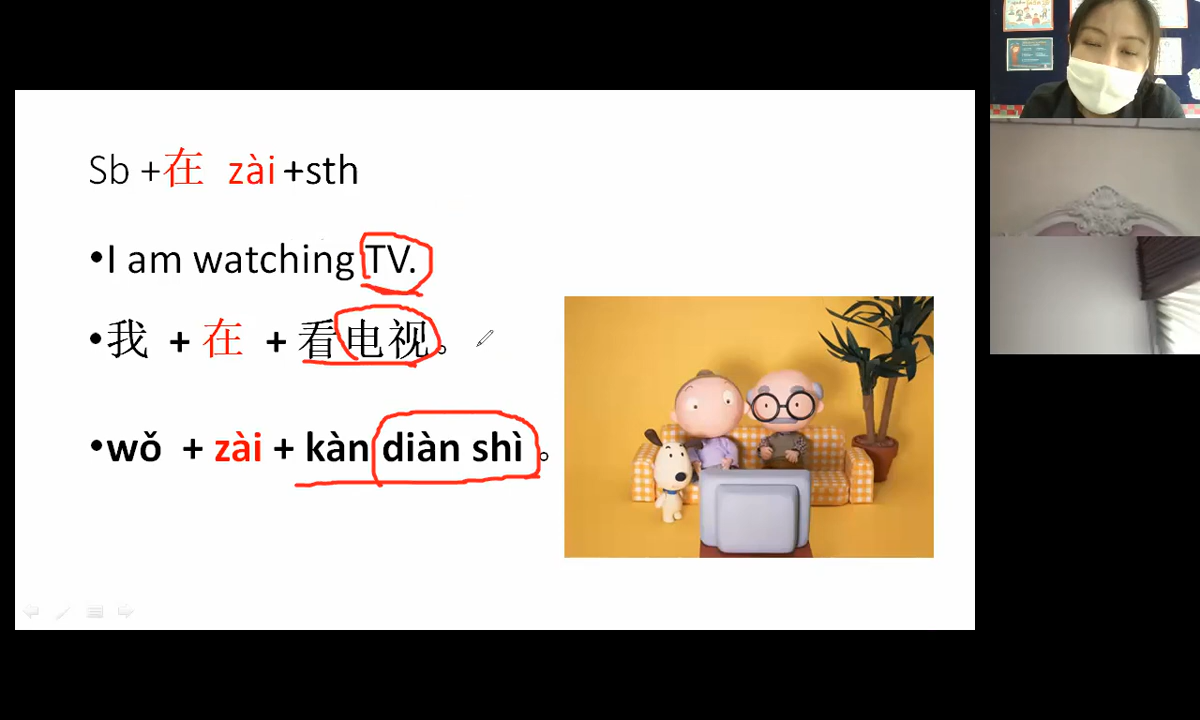 Sb +在 zài +sth
•I am watching TV.
•我 + 在 + 看电视。
•wǒ + zài + kàn diàn shì 。